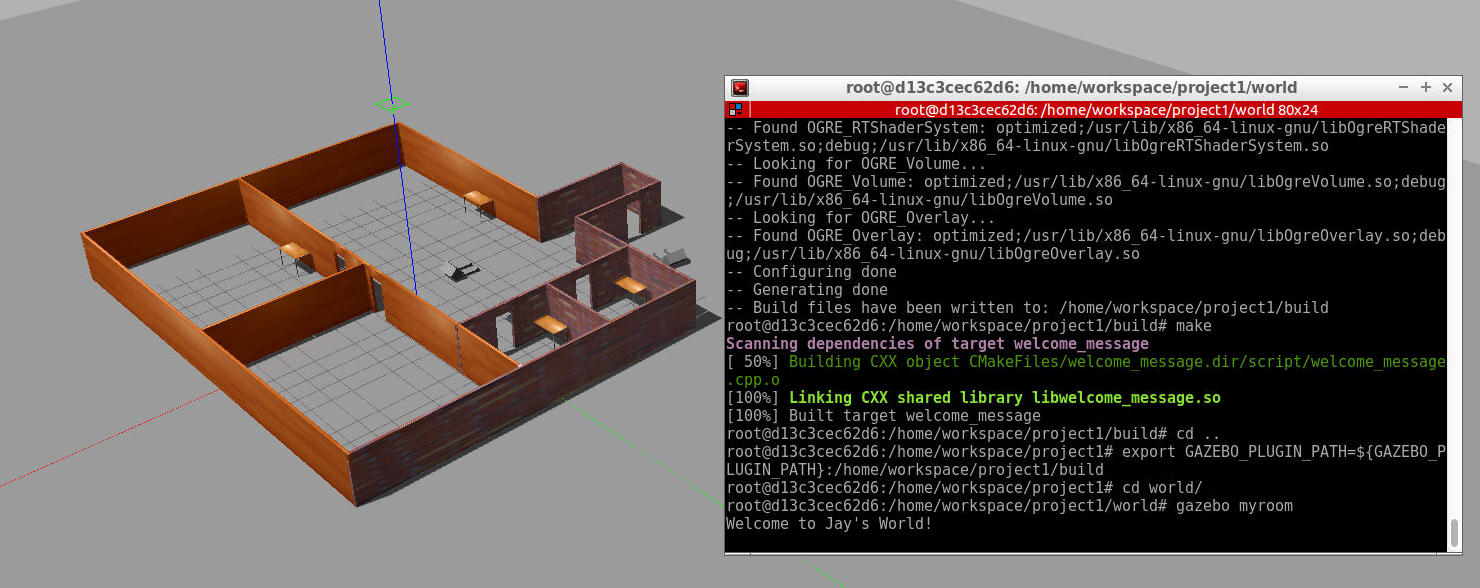 root@d13c3cec62d6: /home/workspace/project1/world
root@d13c3cec62d6: /home/workspace/project1/world 80x24
-- Found OGRE_RTShaderSystem: optimized;/usr/lib/x86_64-linux-gnu/libOgreRTShade
rSystem.so;debug;/usr/lib/x86_64-linux-gnu/libOgreRTShaderSystem.so
-- Looking for OGRE_Volume...
-- Found OGRE_Volume: optimized;/usr/lib/x86_64-linux-gnu/libOgreVolume.so;debug
;/usr/lib/x86_64-linux-gnu/libOgreVolume.so
-- Looking for OGRE_Overlay...
-- Found OGRE_Overlay: optimized;/usr/lib/x86_64-linux-gnu/libOgreOverlay.so;deb
ug;/usr/lib/x86_64-linux-gnu/libOgreOverlay.so
-- Configuring done
-- Generating done
-- Build files have been written to: /home/workspace/project1/build
root@d13c3cec62d6:/home/workspace/project1/build# make
Scanning dependencies of target welcome_message
[ 50%] Building CXX object CMakeFiles/welcome_message.dir/script/welcome_message
.cpp.o
[100%] Linking CXX shared library libwelcome_message.so
[100%] Built target welcome_message
root@d13c3cec62d6:/home/workspace/project1/build# cd ..
root@d13c3cec62d6:/home/workspace/project1# export GAZEBO_PLUGIN_PATH=${GAZEBO_P
LUGIN_PATH}:/home/workspace/project1/build
root@d13c3cec62d6:/home/workspace/project1# cd world/
root@d13c3cec62d6:/home/workspace/project1/world# gazebo myroom
Welcome to Jay's World!